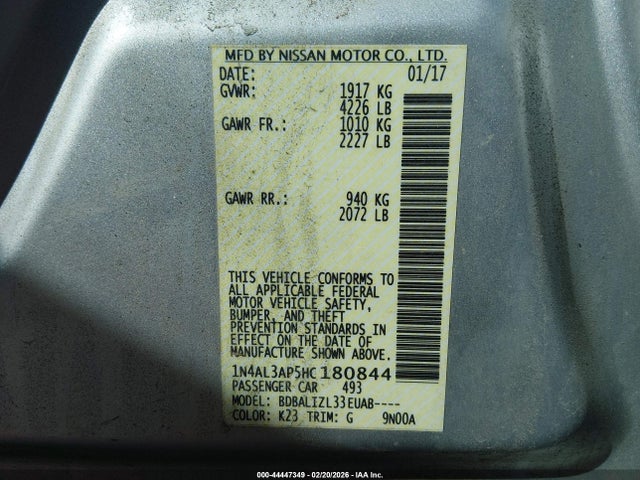 MFD BY NISSAN MOTOR CO., LTD.
DATE: 01/17
GVWR: 1917 KG
4226 LB
GAWR FR.: 1010 KG
2227 LB
GAWR RR.: 940 KG
2072 LB
THIS VEHICLE CONFORMS TO
ALL APPLICABLE FEDERAL
MOTOR VEHICLE SAFETY,
BUMPER, AND THEFT
PREVENTION STANDARDS IN
EFFECT ON THE DATE OF
MANUFACTURE SHOWN ABOVE.
1N4AL3AP5HC180844
PASSENGER CAR 493
MODEL: BDBALIZL33EUAB----
COLOR: K23 TRIM: G 9N00A
000-44447349 - 02/20/2026 - IAA Inc.